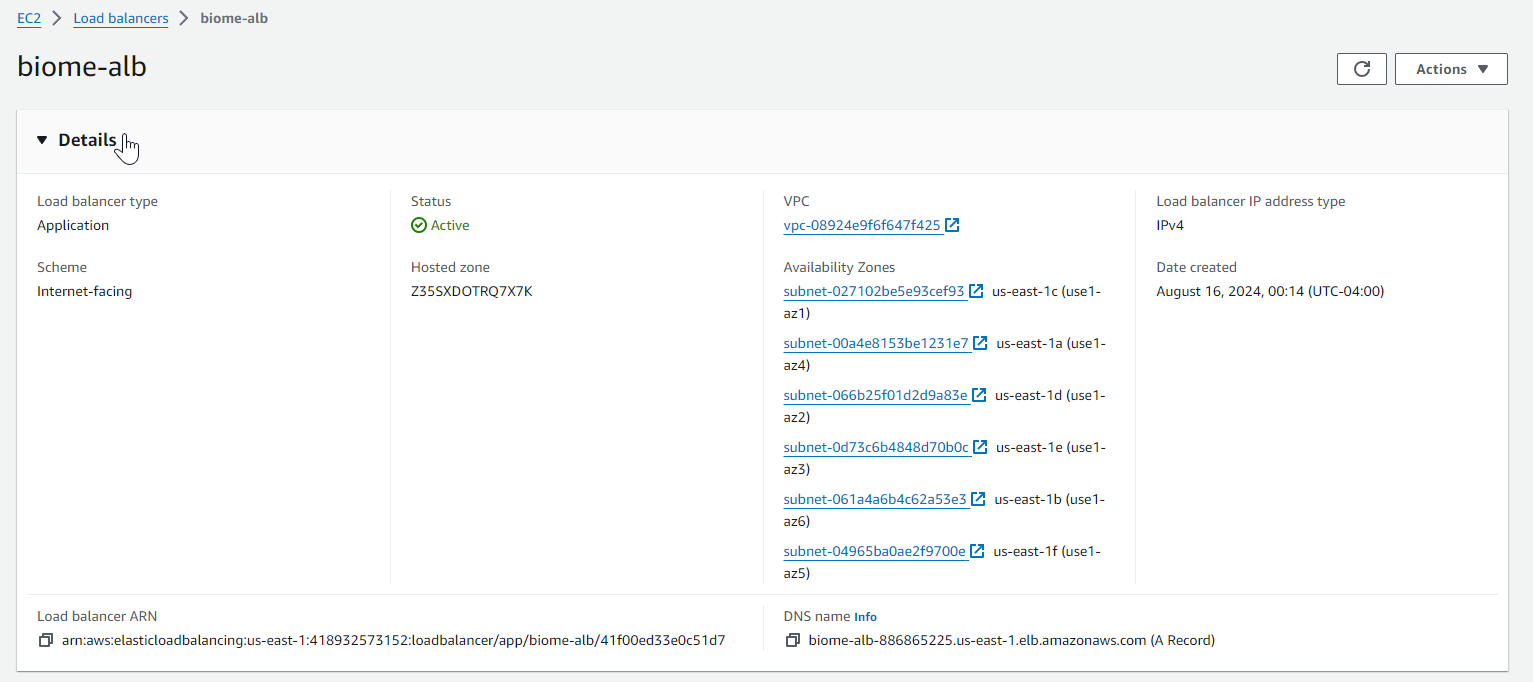 EC2 > Load balancers > biome-alb
biome-alb
Actions
Details
Load balancer type
Application
Scheme
Internet-facing
Status
Active
Hosted zone
Z35SXDOTRQ7X7K
VPC
vpc-08924e9f6f647f425
Availability Zones
subnet-027102be5e93cef93 us-east-1c (use1-
az1)
subnet-00a4e8153be1231e7 us-east-1a (use1-
az4)
subnet-066b25f01d2d9a83e us-east-1d (use1-
az2)
subnet-0d73c6b4848d70b0c us-east-1e (use1-
az3)
subnet-061a4a6b4c62a53e3 us-east-1b (use1-
az6)
subnet-04965ba0ae2f9700e us-east-1f (use1-
az5)
Load balancer IP address type
IPv4
Date created
August 16, 2024, 00:14 (UTC-04:00)
Load balancer ARN
arn:aws:elasticloadbalancing:us-east-1:418932573152:loadbalancer/app/biome-alb/41f00ed33e0c51d7
DNS name Info
biome-alb-886865225.us-east-1.elb.amazonaws.com (A Record)